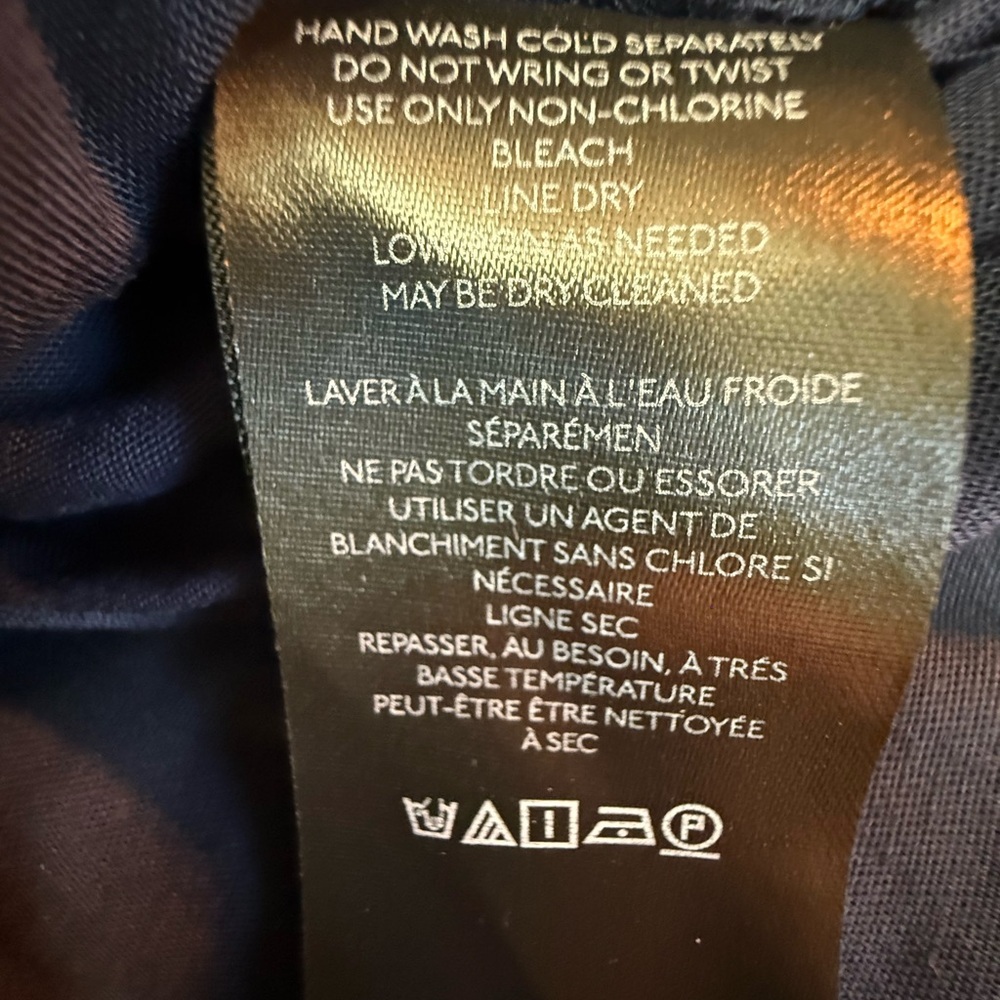 HAND WASH COLD SEPARATELY
DO NOT WRING OR TWIST
USE ONLY NON-CHLORINE
BLEACH
LINE DRY
LOW IRON AS NEEDED
MAY BE DRY CLEANED
LAVER À LA MAIN À L'EAU FROIDE
SÉPARÉMEN
NE PAS TORDRE OU ESSORER
UTILISER UN AGENT DE
BLANCHIMENT SANS CHLORE SI
NÉCESSAIRE
LIGNE SEC
REPASSER, AU BESOIN, À TRÉS
BASSE TEMPÉRATURE
PEUT-ÊTRE ÊTRE NETTOYÉE
À SEC
P